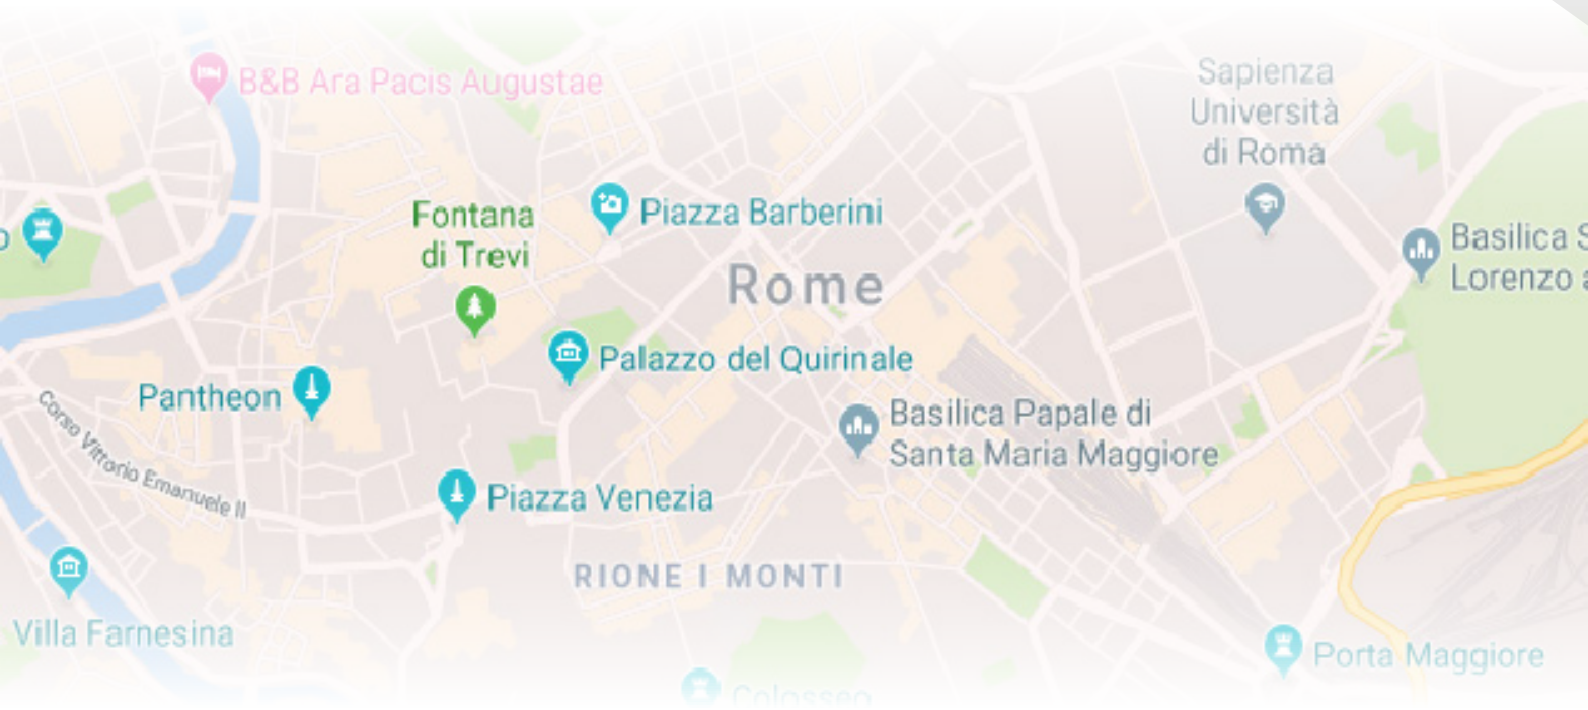 B&B Ara Pacis Augustae
Sapienza
Università
di Roma
Fontana
di Trevi
Piazza Barberini
Basilica S
Lorenzo a
Rome
Palazzo del Quirinale
Pantheon
Basilica Papale di
Santa Maria Maggiore
Corso Vittorio Emanuele II
Piazza Venezia
RIONE I MONTI
Villa Farnesina
Porta Maggiore
Colosseo